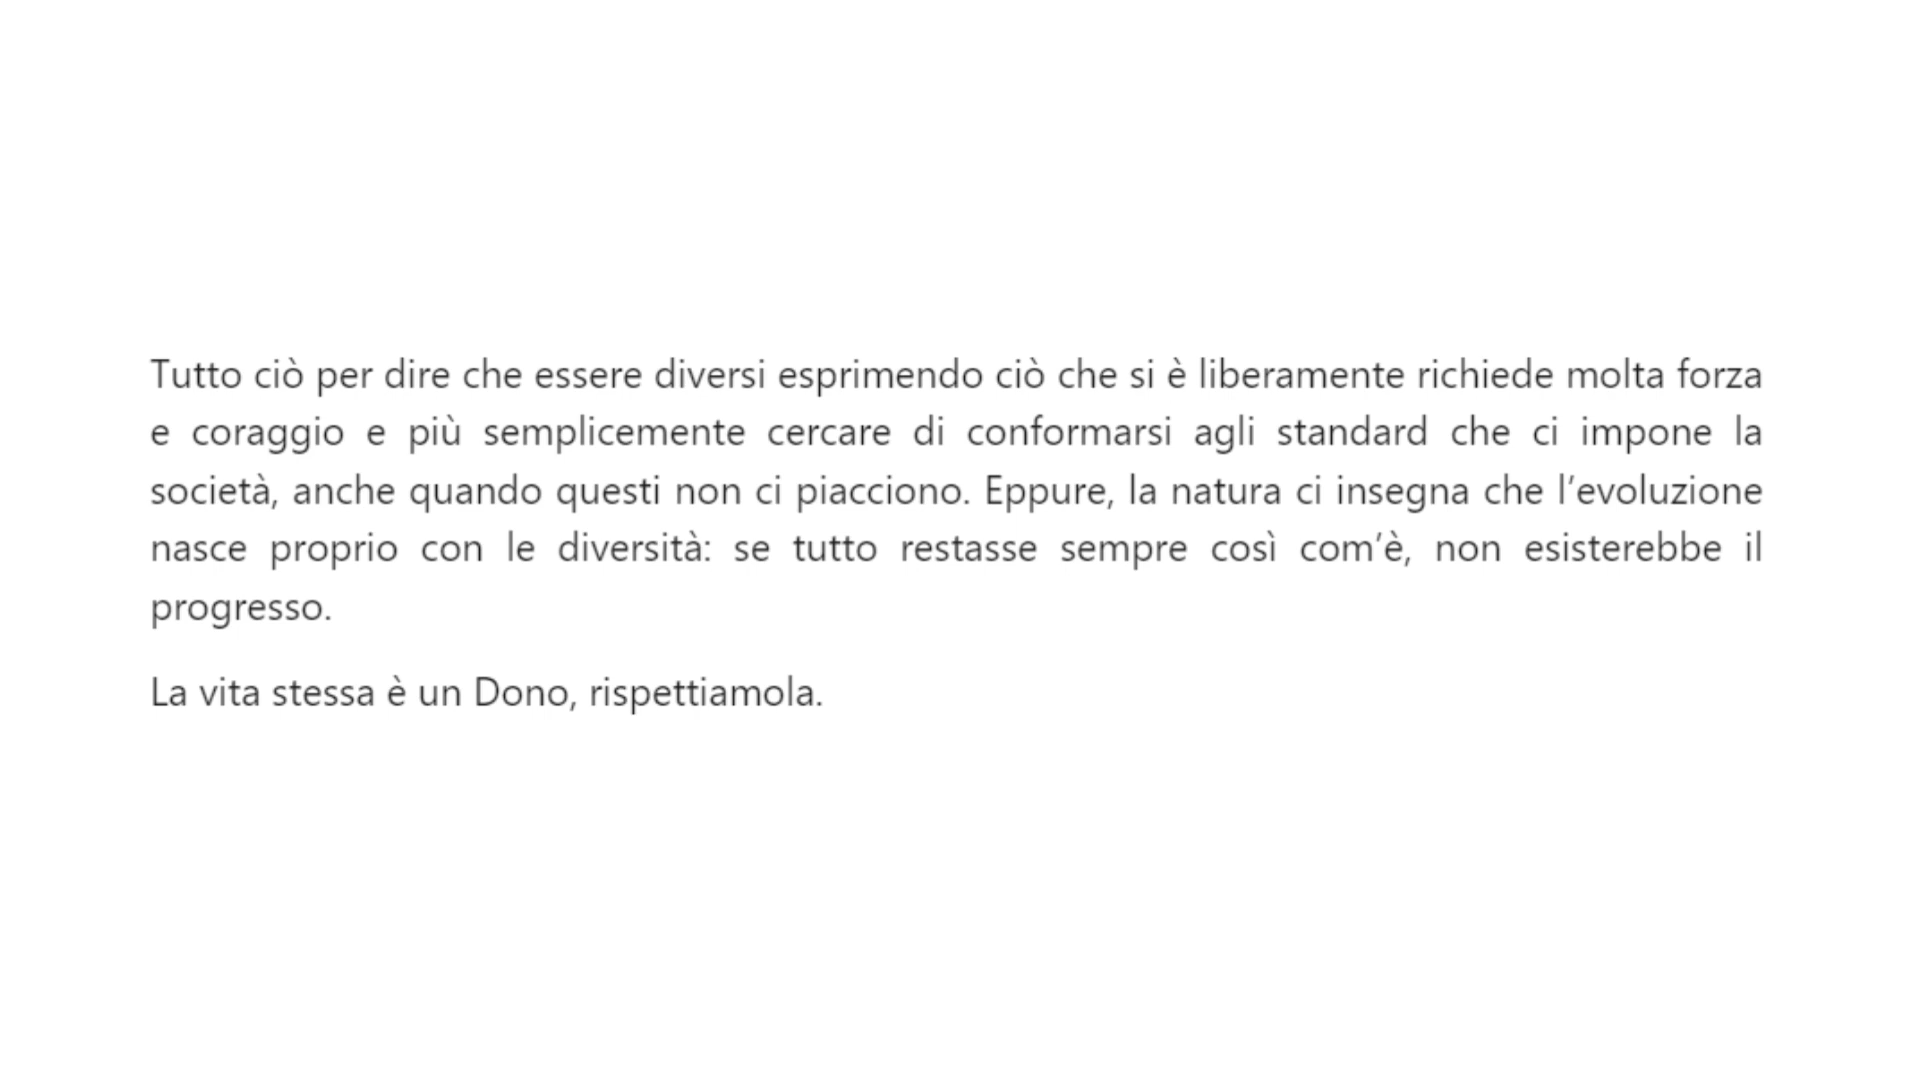 Tutto ciò per dire che essere diversi esprimendo ciò che si è liberamente richiede molta forza
e coraggio e più semplicemente cercare di conformarsi agli standard che ci impone la
società, anche quando questi non ci piacciono. Eppure, la natura ci insegna che l’evoluzione
nasce proprio con le diversità: se tutto restasse sempre così com’è, non esisterebbe il
progresso.
La vita stessa è un Dono, rispettiamola.